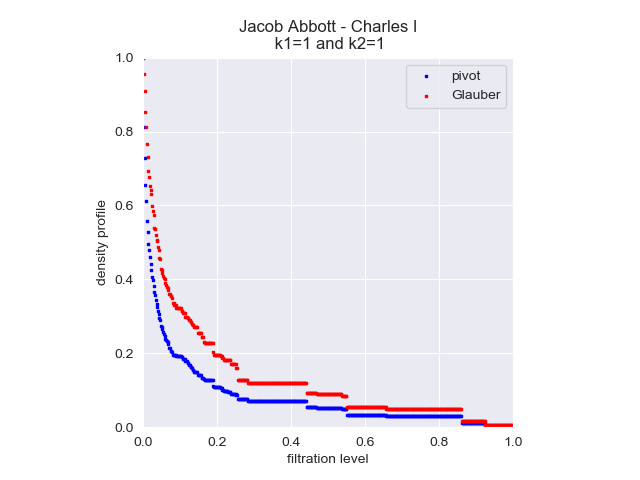 Jacob Abbott - Charles I
k1=1 and k2=1
pivot
Glauber
density profile
1.0
0.8
0.6
0.4
0.2
0.0
0.0 0.2 0.4 0.6 0.8 1.0
filtration level